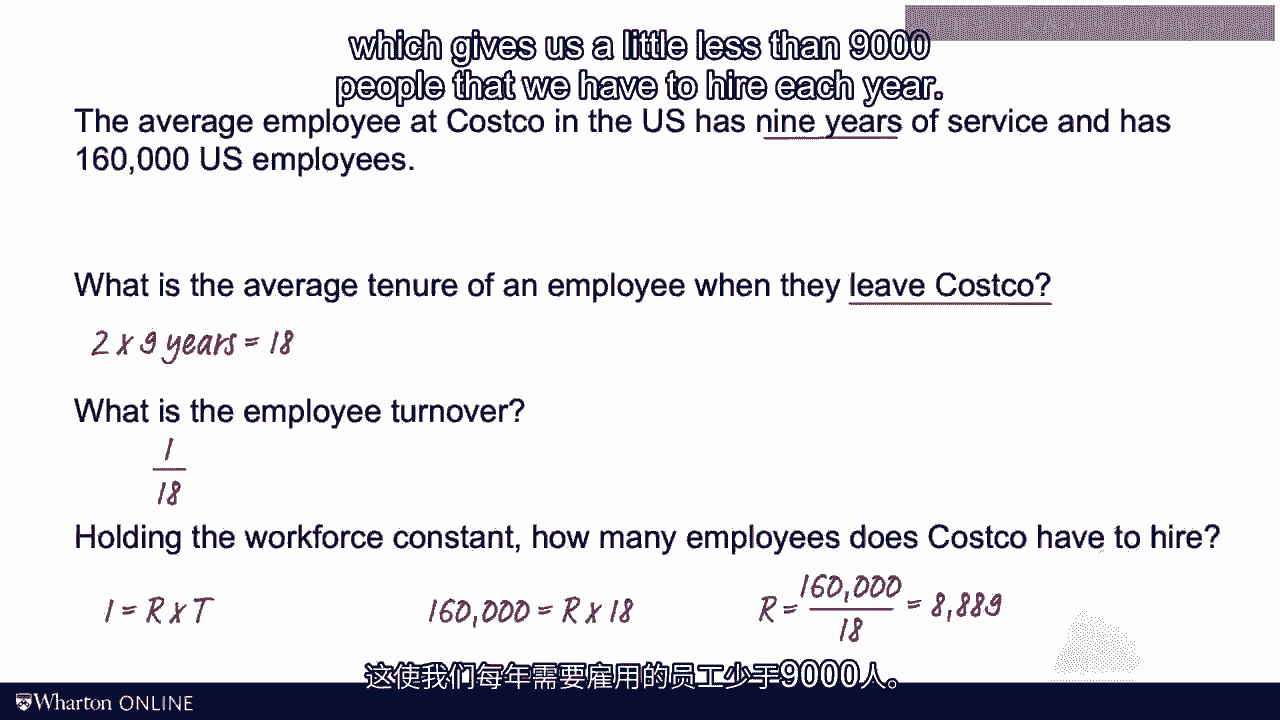 which gives us a little less than 9000
people that we have to hire each year.
The average employee at Costco in the US has nine years of service and has
160,000 US employees.
What is the average tenure of an employee when they leave Costco?
2 x 9 years = 18
What is the employee turnover?
1
18
Holding the workforce constant, how many employees does Costco have to hire?
I = R x T 160,000 = R x 18 R = 160,000 / 18 = 8,889
这使我们每年需要雇用的员工少于9000人。
Wharton ONLINE